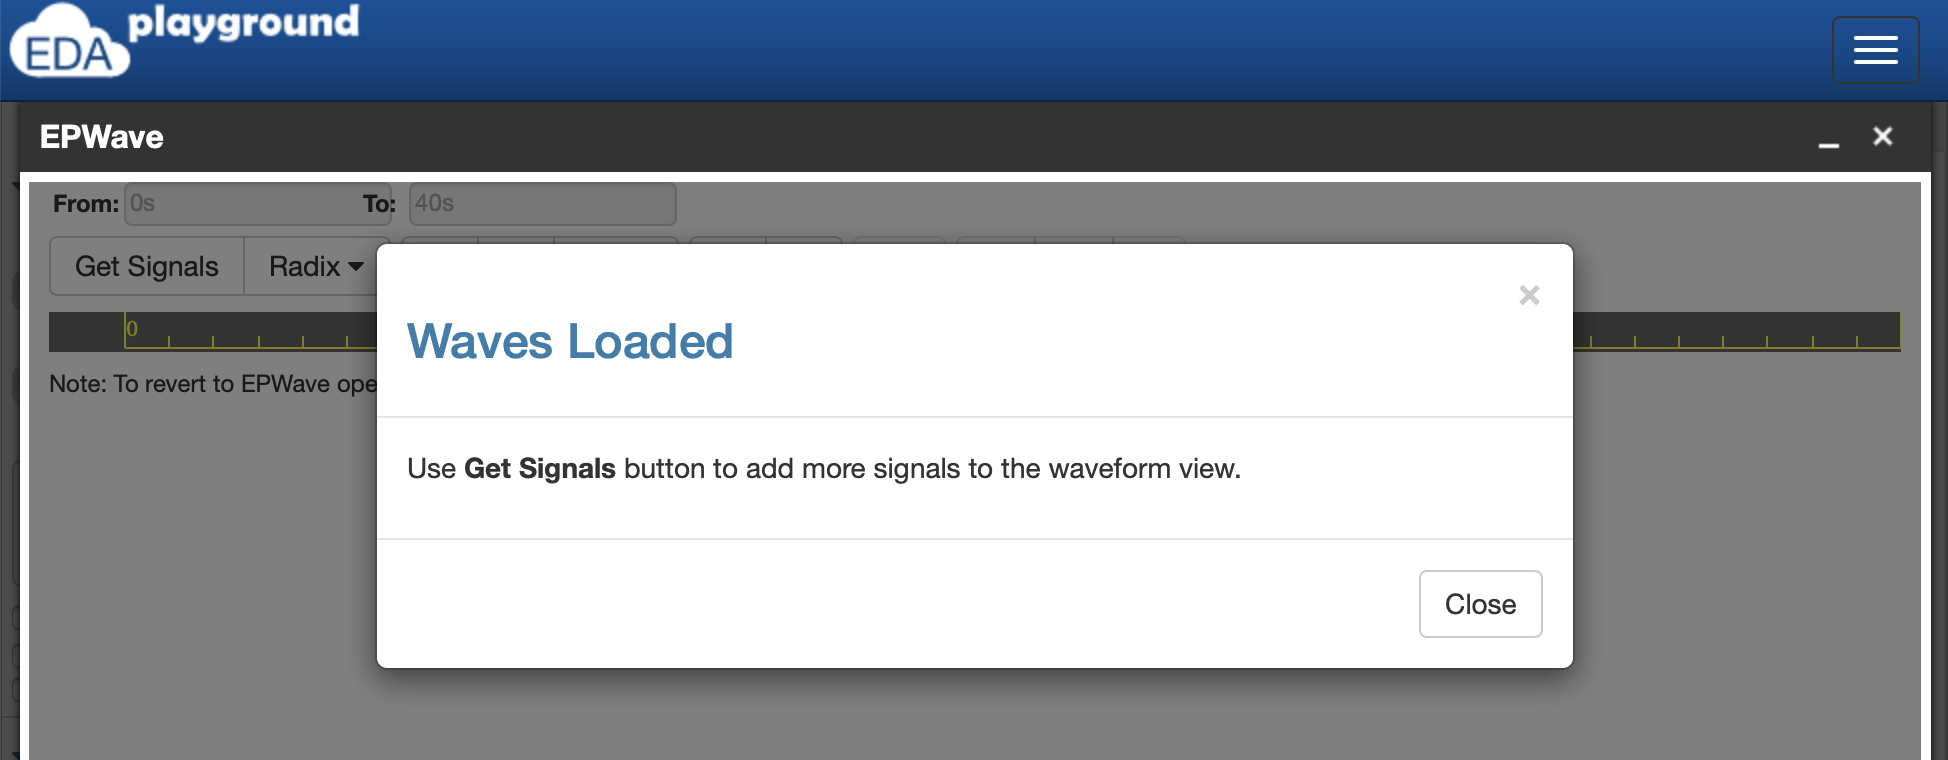 playground
EDA
EPWave
From: 0s To: 40s
Get Signals Radix
0
Note: To revert to EPWave ope
Waves Loaded
Use Get Signals button to add more signals to the waveform view.
Close